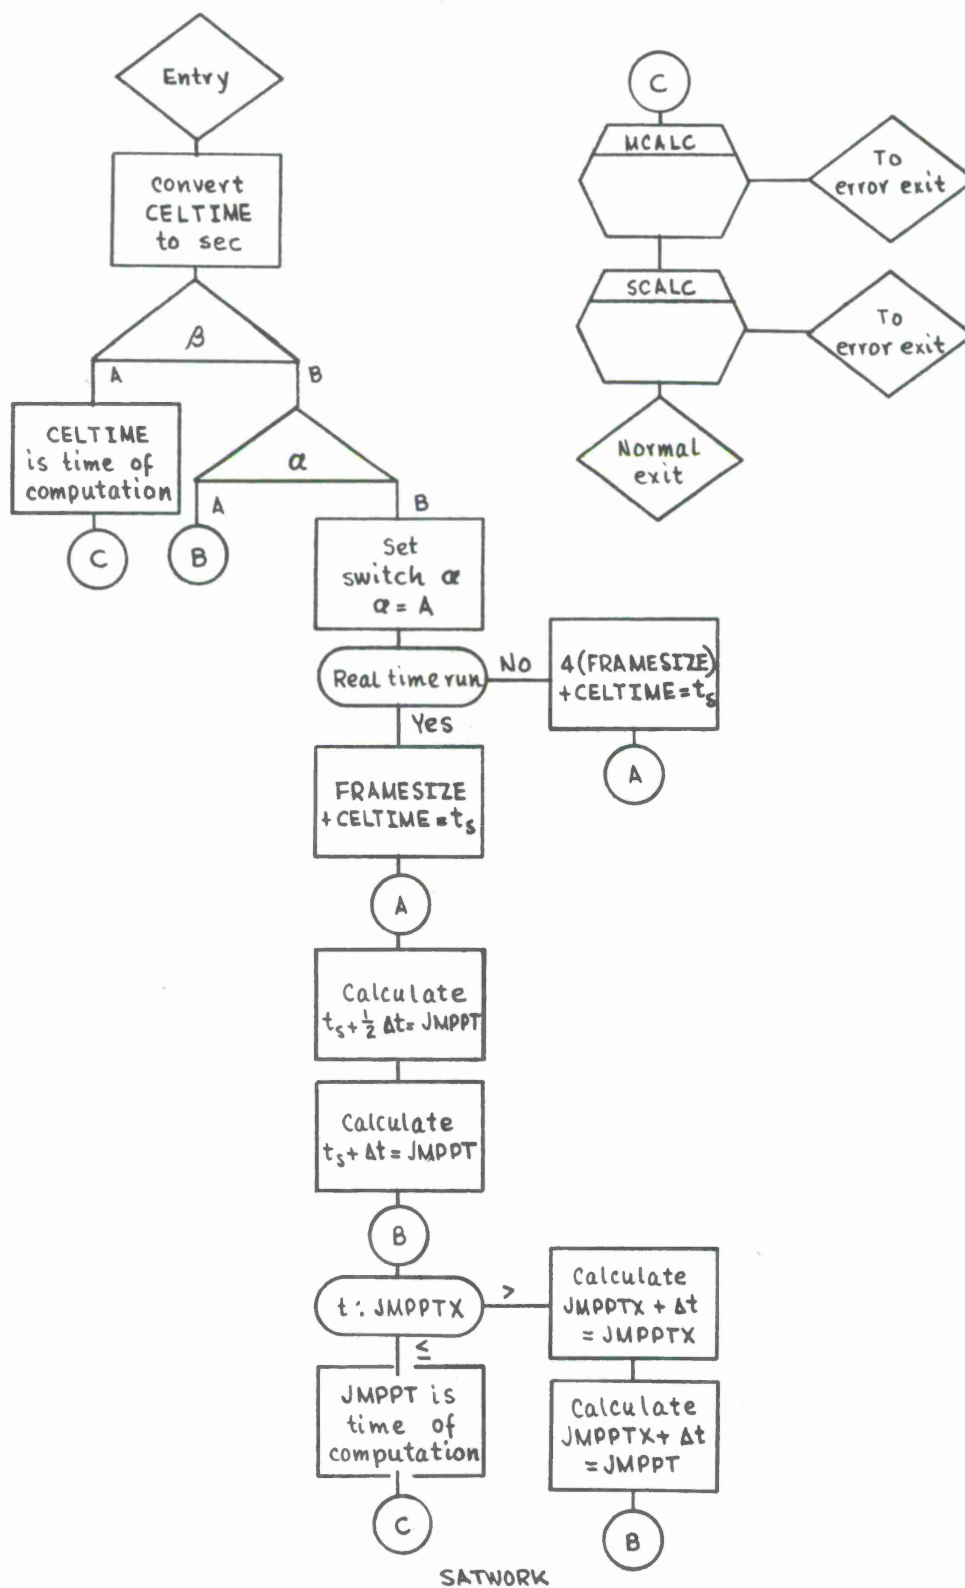 Entry
Convert
CELTIME
to sec
β
A
B
CELTIME
is time of
computation
C
α
A
B
B
Set
switch α
α = A
Real time run
No
4(FRAMESIZE)
+CELTIME=ts
A
Yes
FRAMESIZE
+CELTIME=ts
A
Calculate
ts+½ Δt=JMPPT
Calculate
ts+Δt=JMPPT
B
t : JMPPTX
>
Calculate
JMPPTX + Δt
= JMPPTX
Calculate
JMPPTX+ Δt
= JMPPT
B
≤
JMPPT is
time of
computation
C
C
MCALC
To
error exit
SCALC
To
error exit
Normal
exit
SATWORK